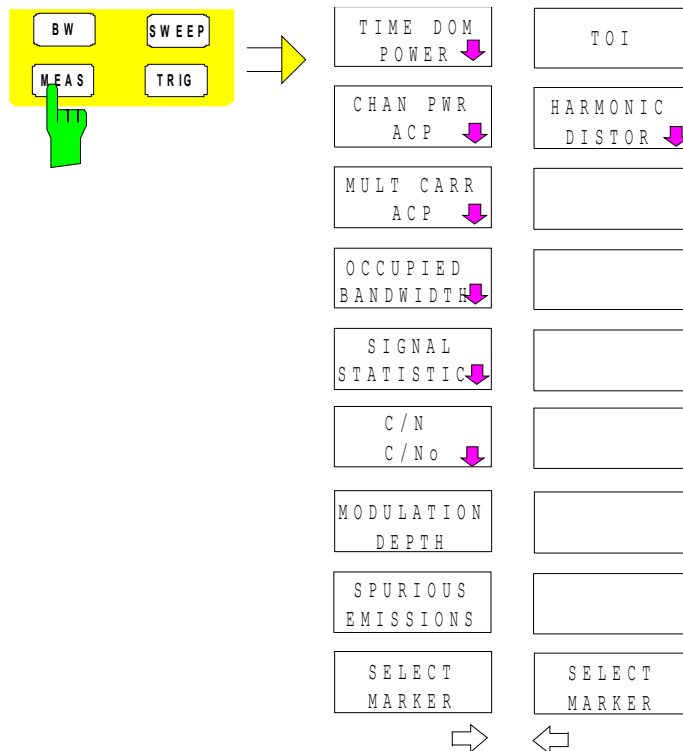 BW
SWEEP
MEAS
TRIG
TIME DOM
POWER
CHAN PWR
ACP
MULT CARR
ACP
OCCUPIED
BANDWIDTH
SIGNAL
STATISTIC
C/N
C/No
MODULATION
DEPTH
SPURIOUS
EMISSIONS
SELECT
MARKER
TOI
HARMONIC
DISTOR
SELECT
MARKER